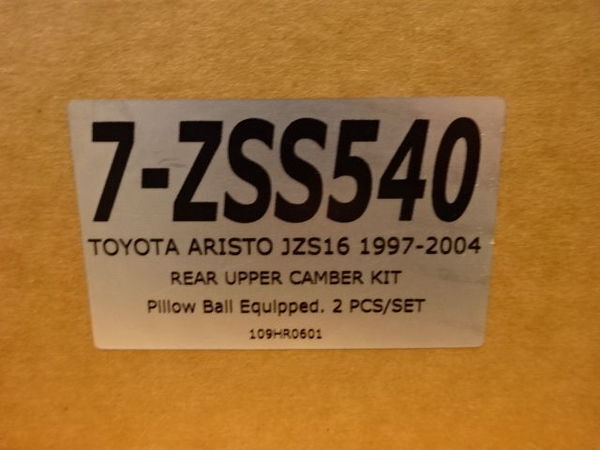 7-ZSS540
TOYOTA ARISTO JZS16 1997-2004
REAR UPPER CAMBER KIT
Pillow Ball Equipped. 2 PCS/SET
109HR0601